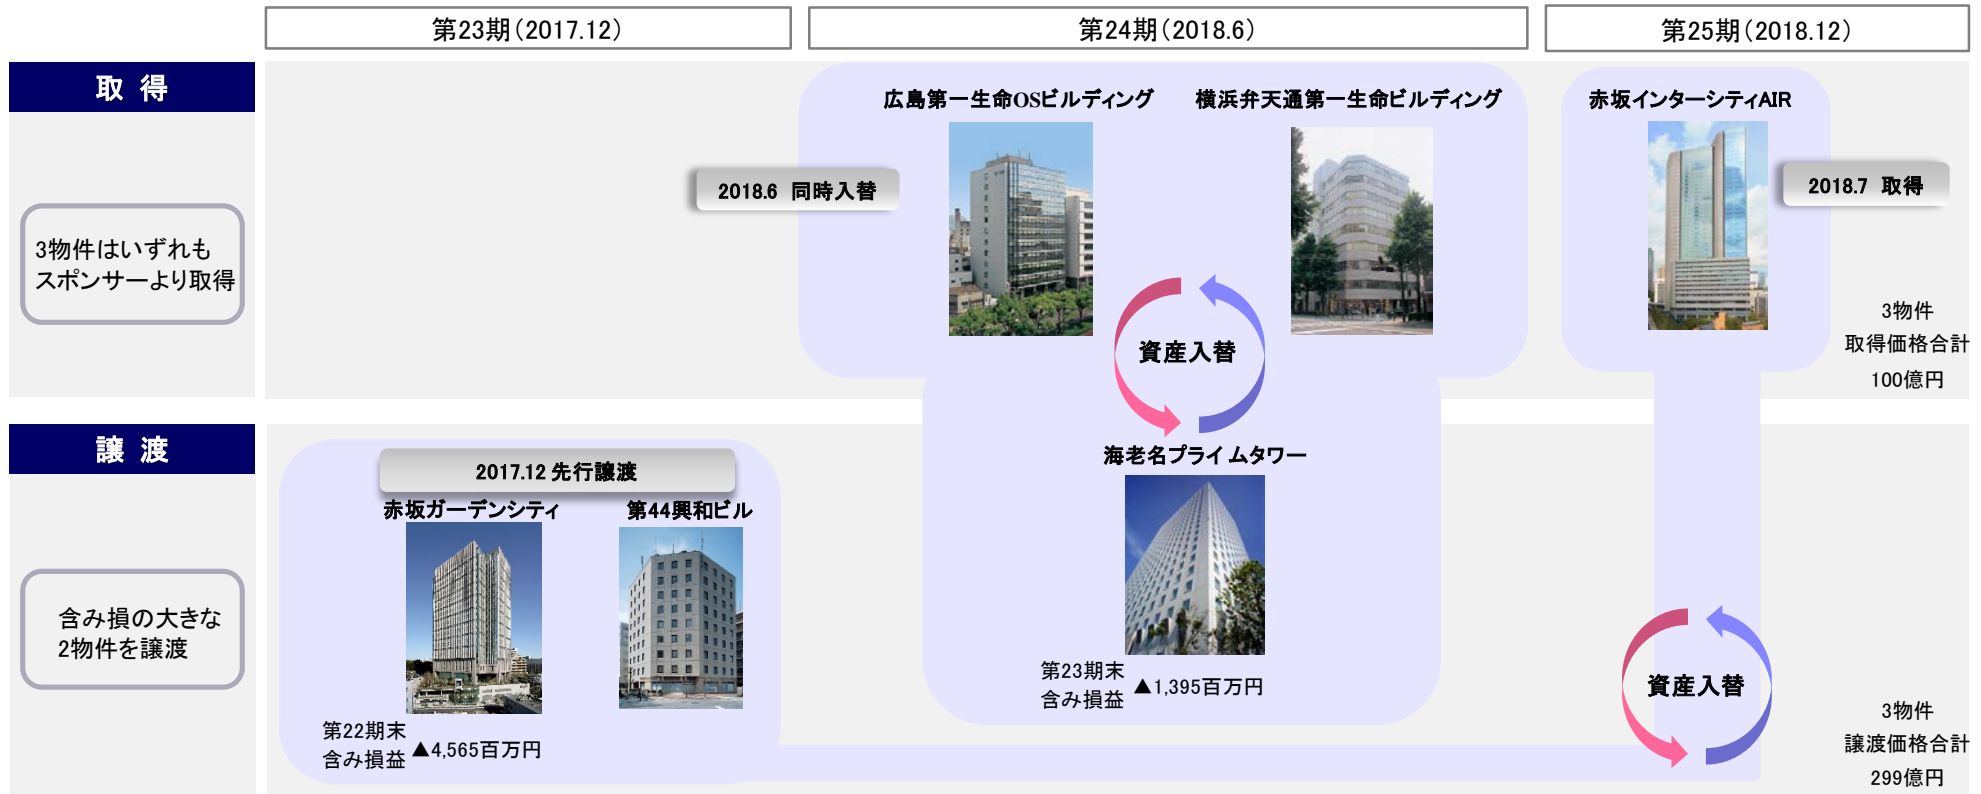 第23期（2017.12）
第24期（2018.6）
第25期（2018.12）
取 得
3物件はいずれも
スポンサーより取得
広島第一生命OSビルディング
横浜弁天通第一生命ビルディング
赤坂インターシティAIR
2018.6 同時入替
2018.7 取得
資産入替
3物件
取得価格合計
100億円
譲 渡
含み損の大きな
2物件を譲渡
2017.12 先行譲渡
赤坂ガーデンシティ
第44興和ビル
第22期末
含み損益
▲4,565百万円
海老名プライムタワー
第23期末
含み損益
▲1,395百万円
資産入替
3物件
譲渡価格合計
299億円